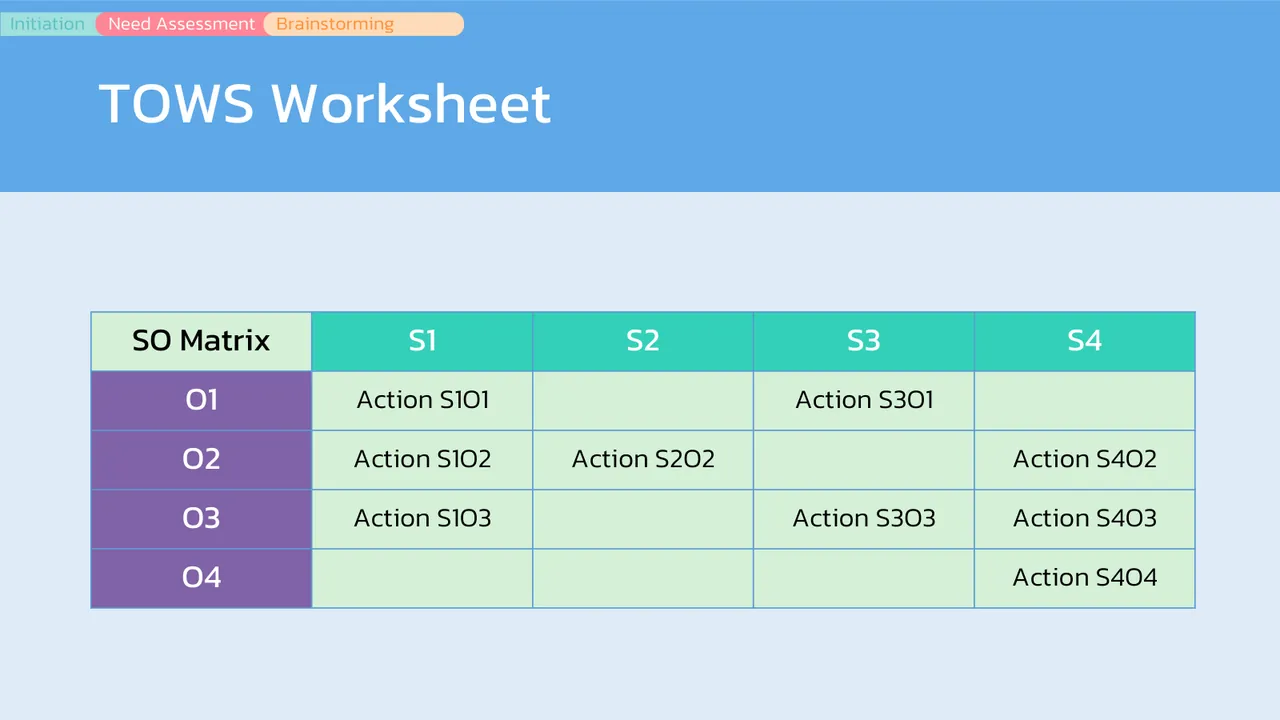 Initiation Need Assessment Brainstorming
TOWS Worksheet
SO Matrix S1 S2 S3 S4
O1 Action S1O1 Action S3O1
O2 Action S1O2 Action S2O2 Action S4O2
O3 Action S1O3 Action S3O3 Action S4O3
O4 Action S4O4